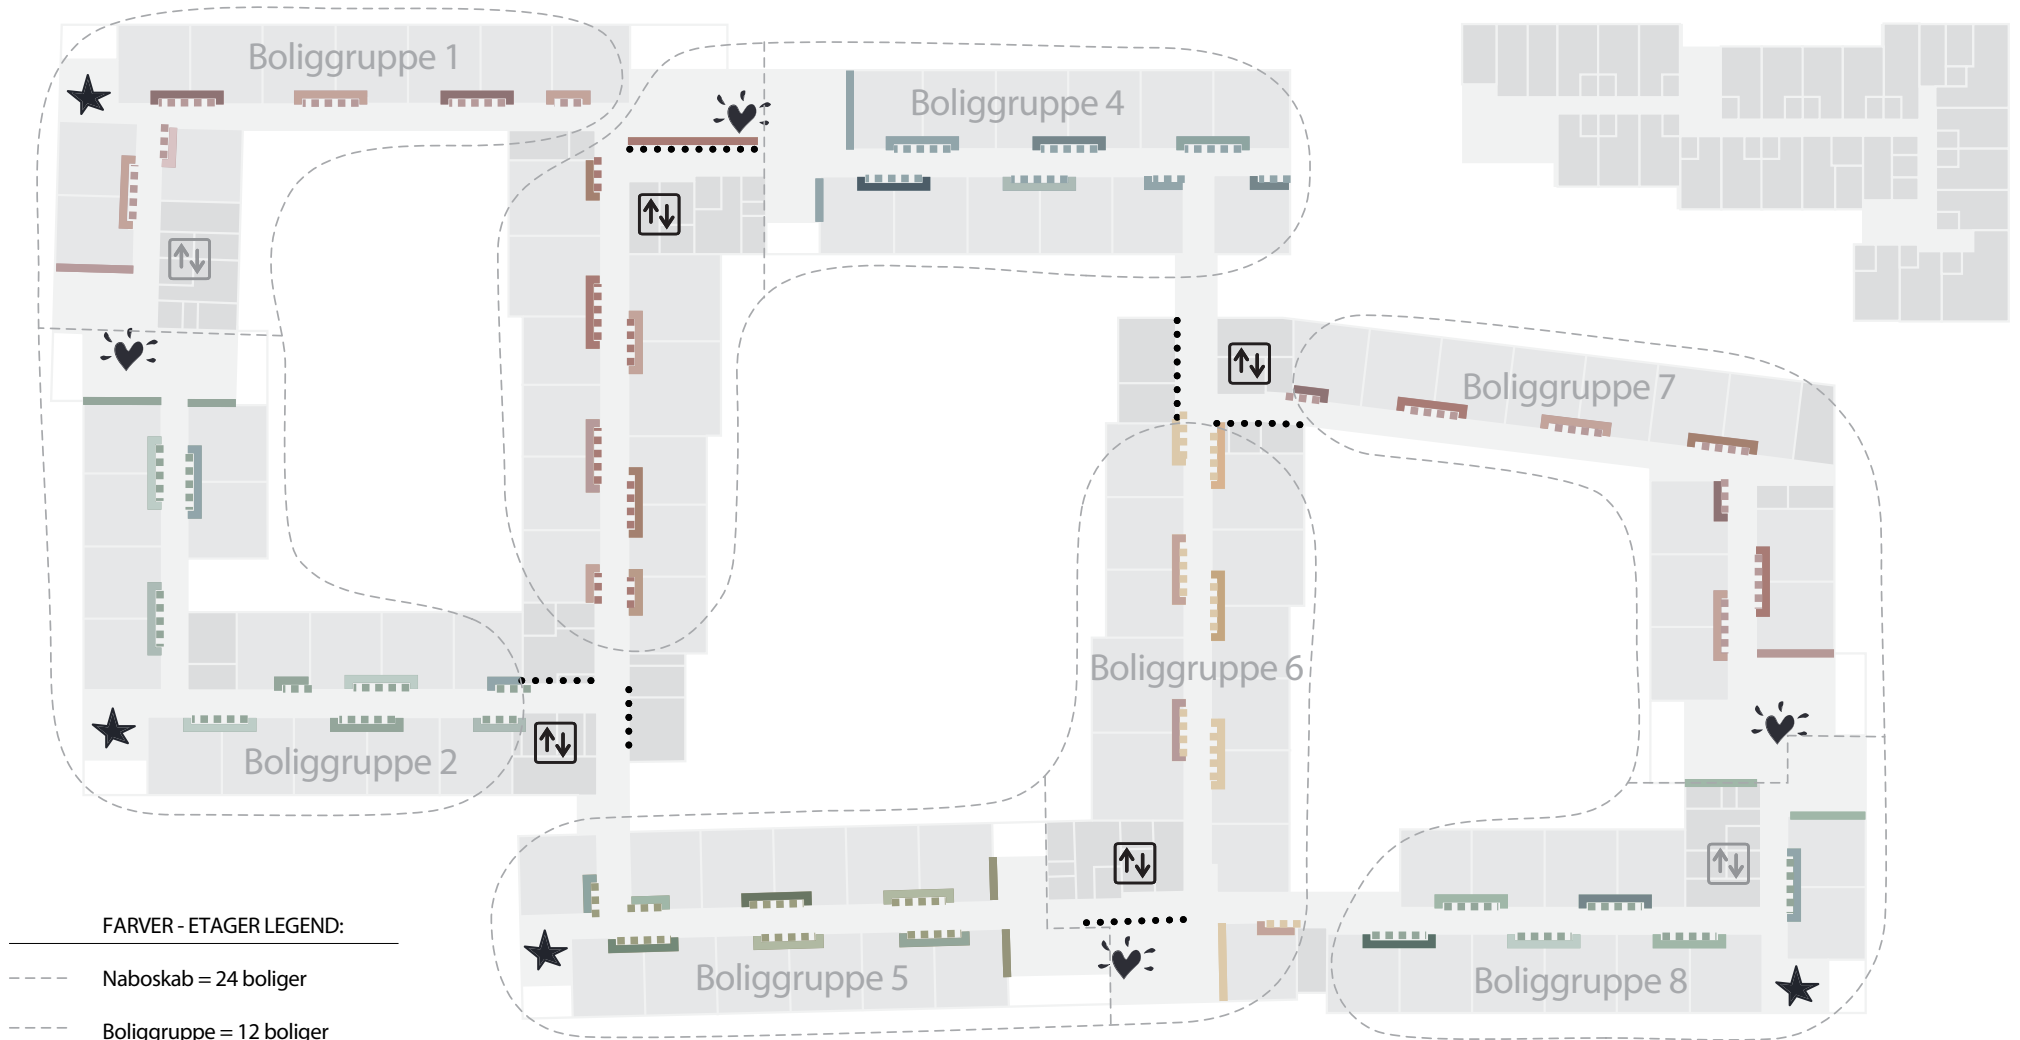 Boliggruppe 1
Boliggruppe 4
Boliggruppe 7
Boliggruppe 6
Boliggruppe 2
Boliggruppe 5
Boliggruppe 8
FARVER - ETAGER LEGEND:
Naboskab = 24 boliger
Boliggruppe = 12 boliger